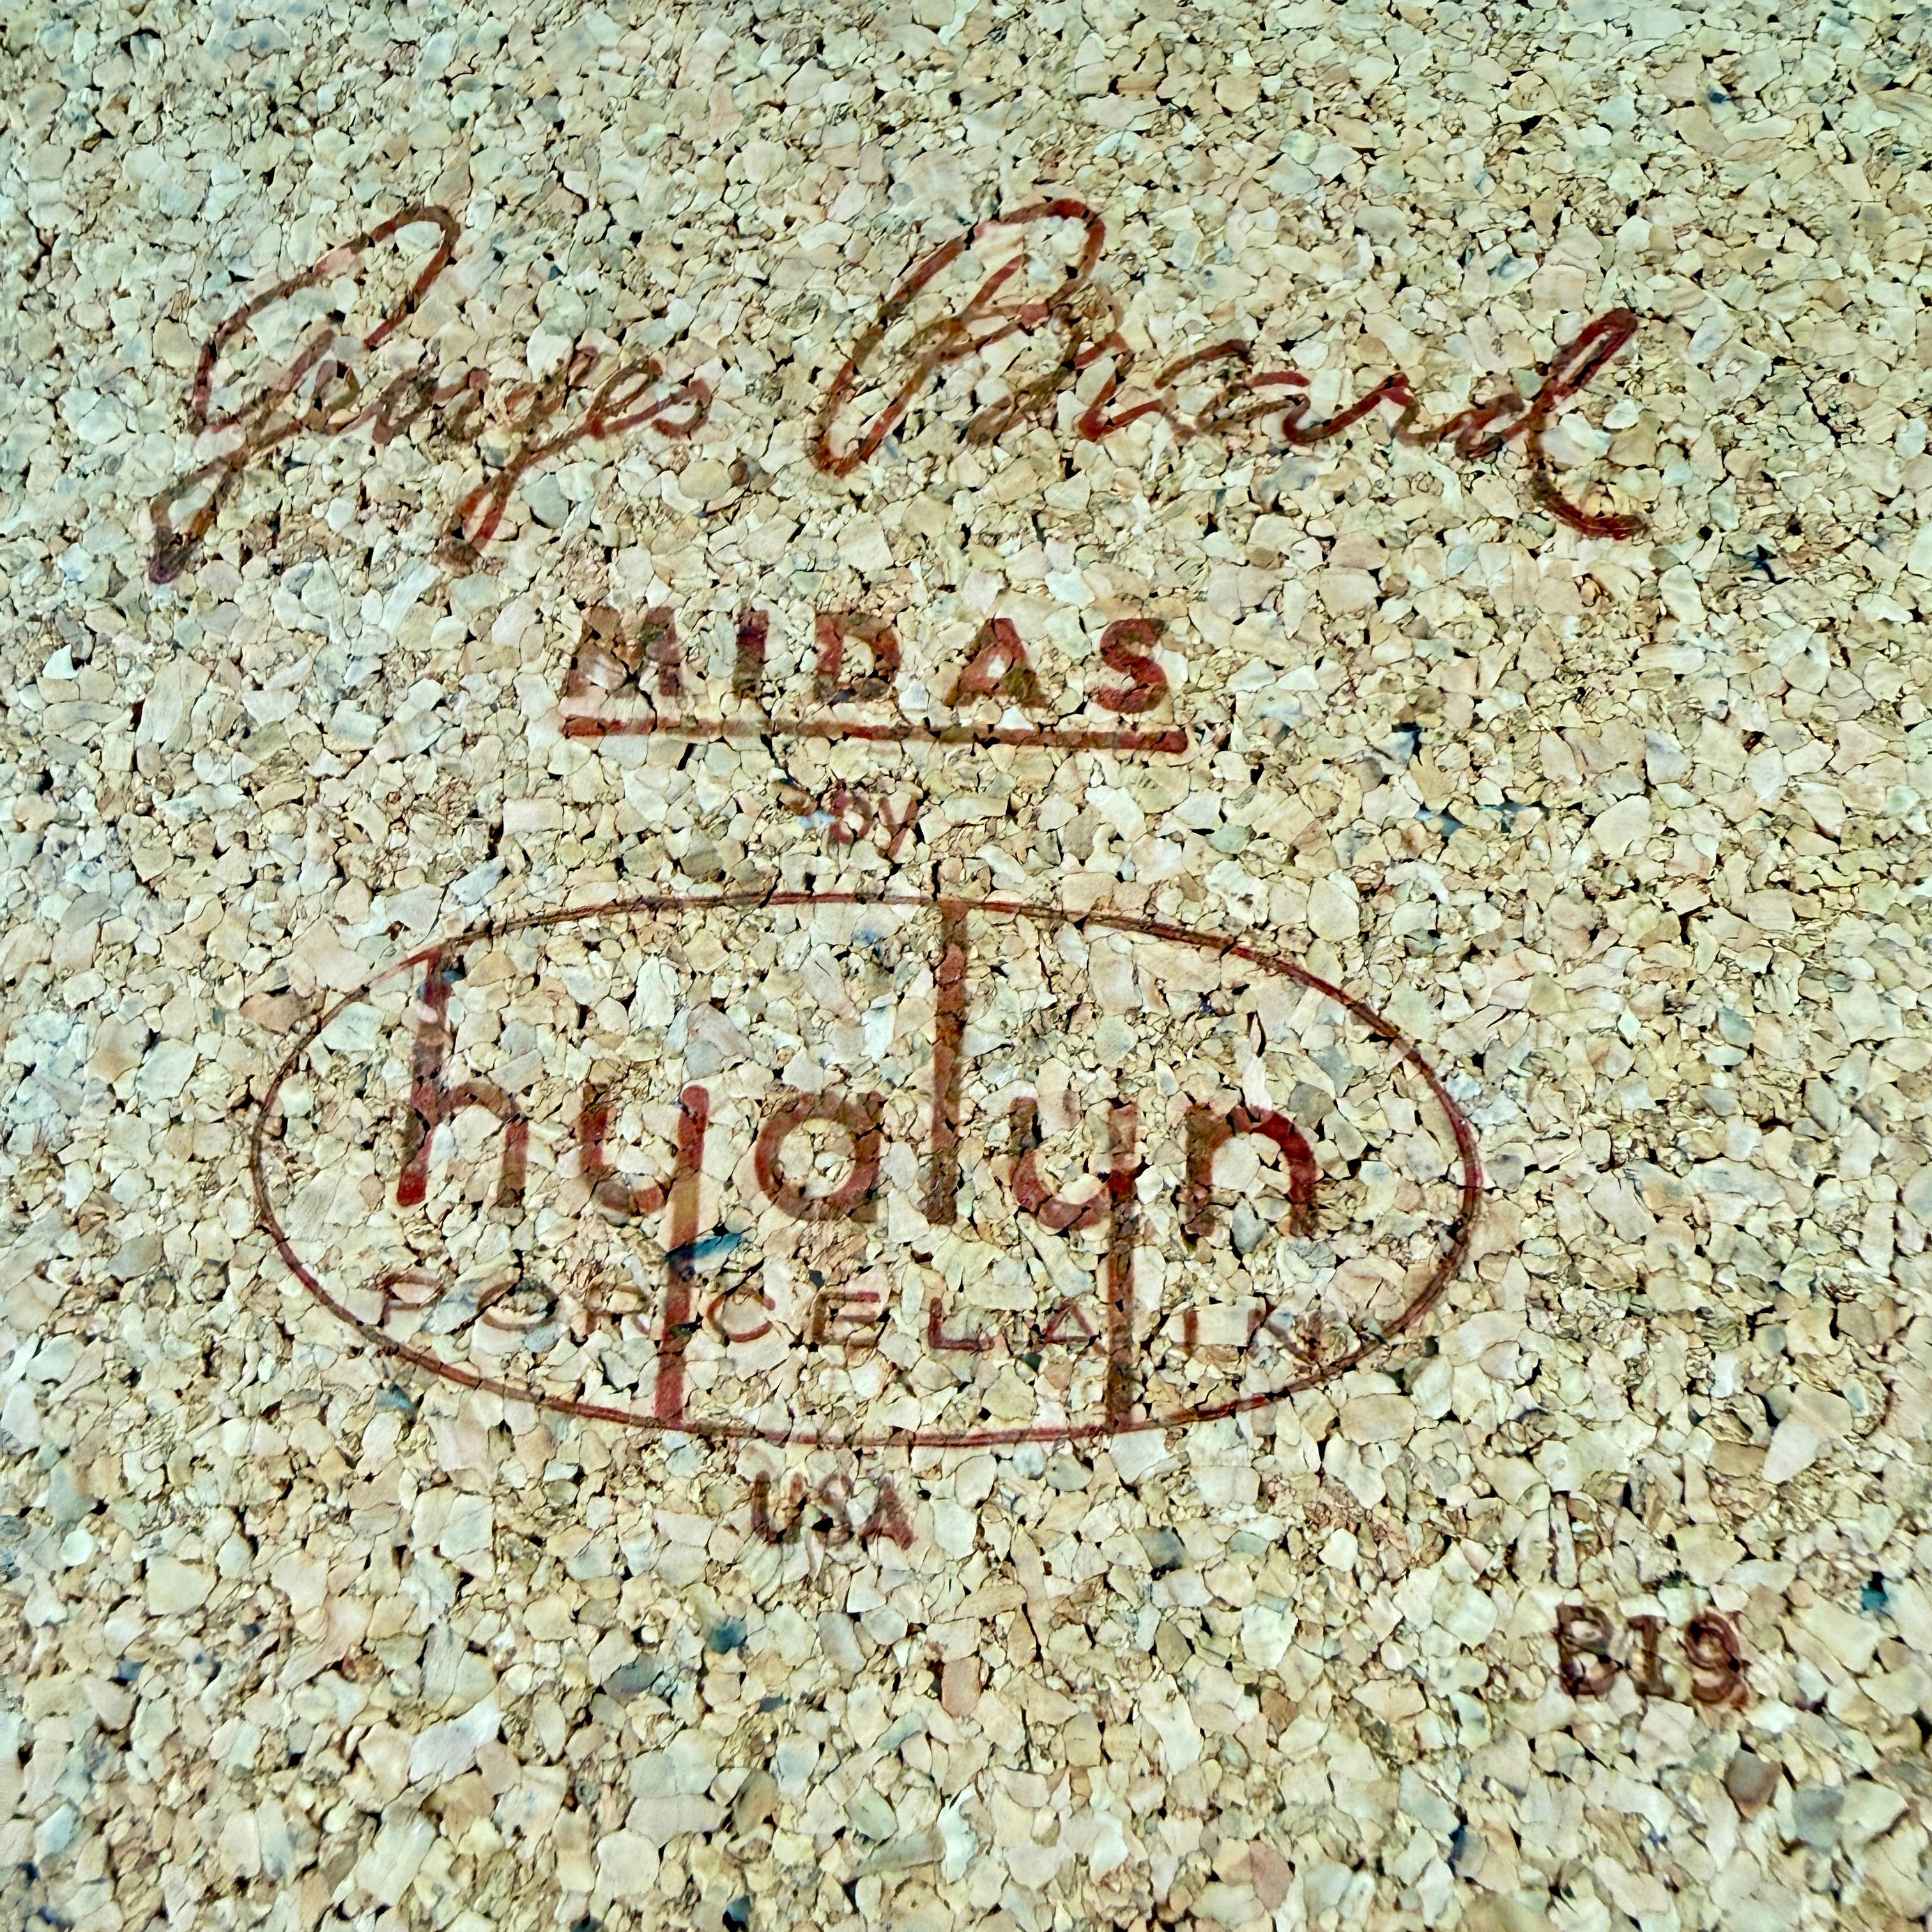 Georges Briard
MIDAS
BY
hyalyn
PORCELAIN
USA
B19